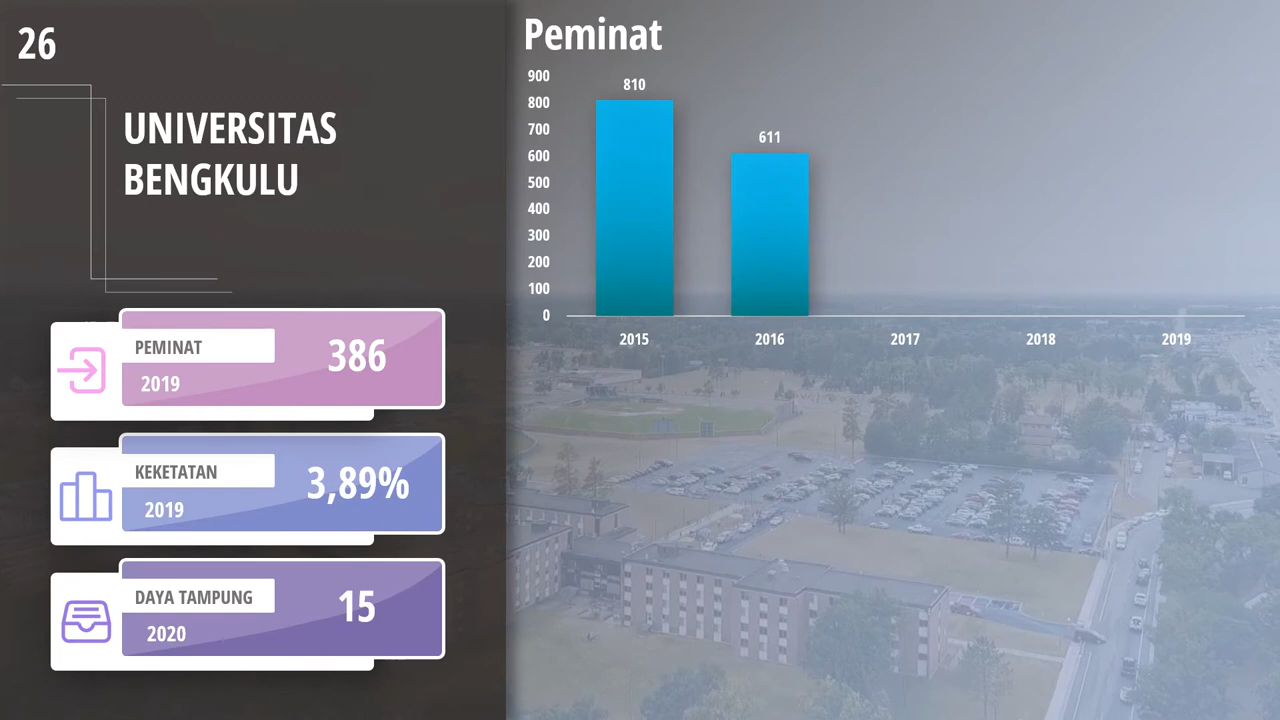 26
UNIVERSITAS
BENGKULU
PEMINAT
2019
386
KEKETATAN
2019
3,89%
DAYA TAMPUNG
2020
15
Peminat
900
800
700
600
500
400
300
200
100
0
810
611
2015 2016 2017 2018 2019